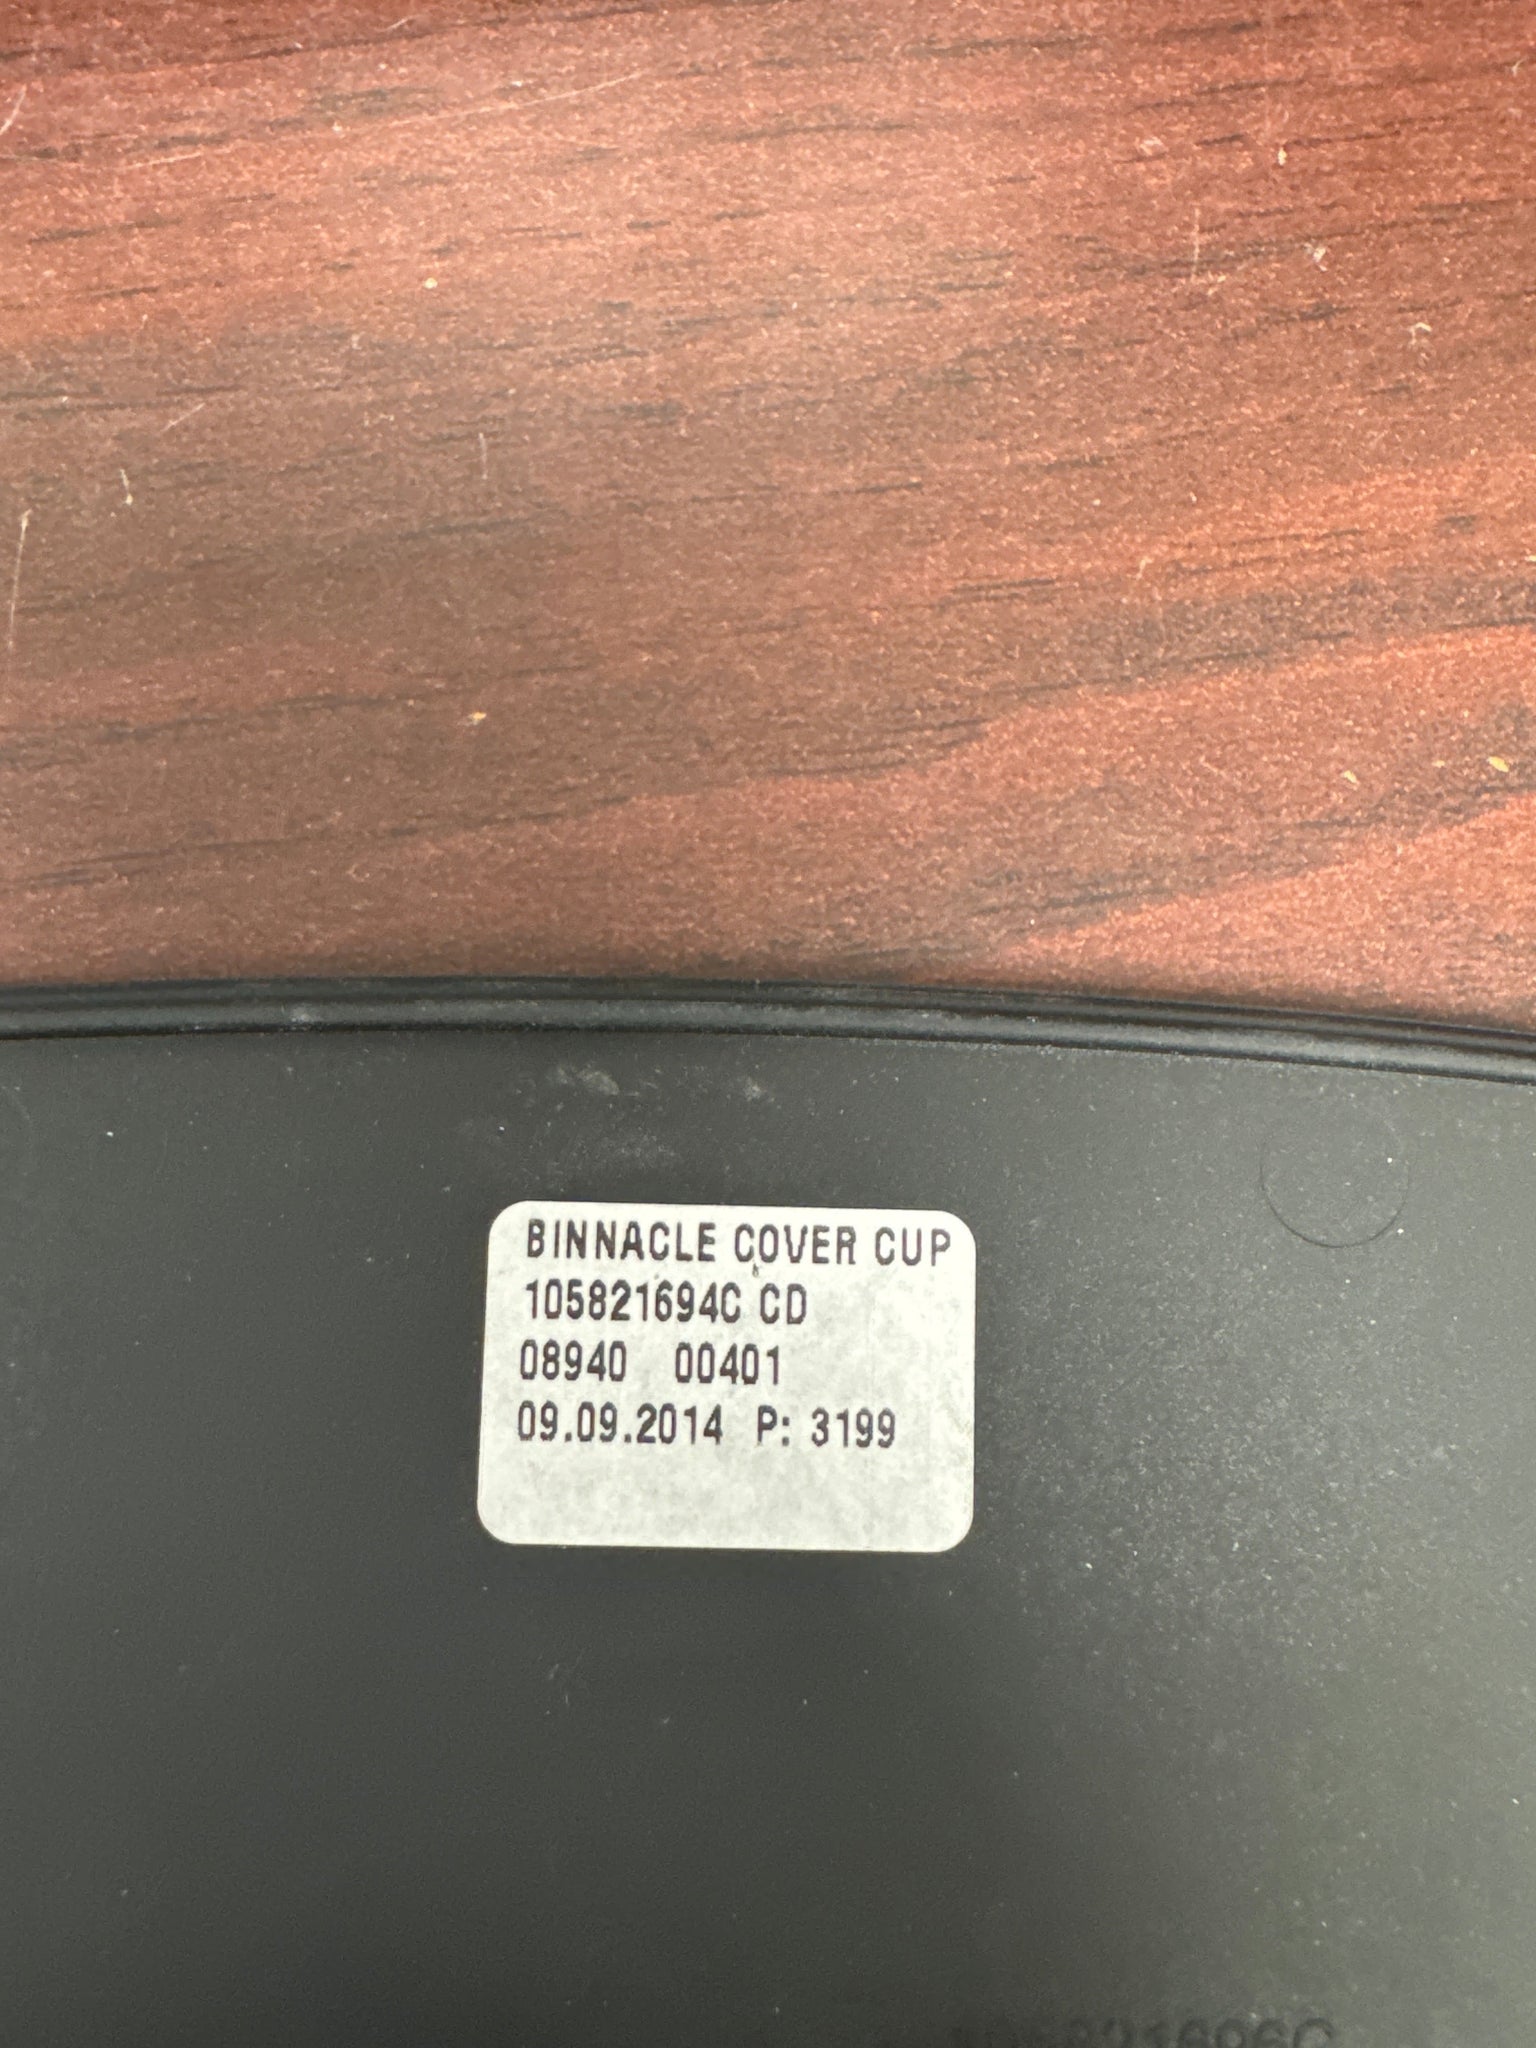 BINNACLE COVER CUP
105821694C CD
08940 00401
09.09.2014 P: 3199